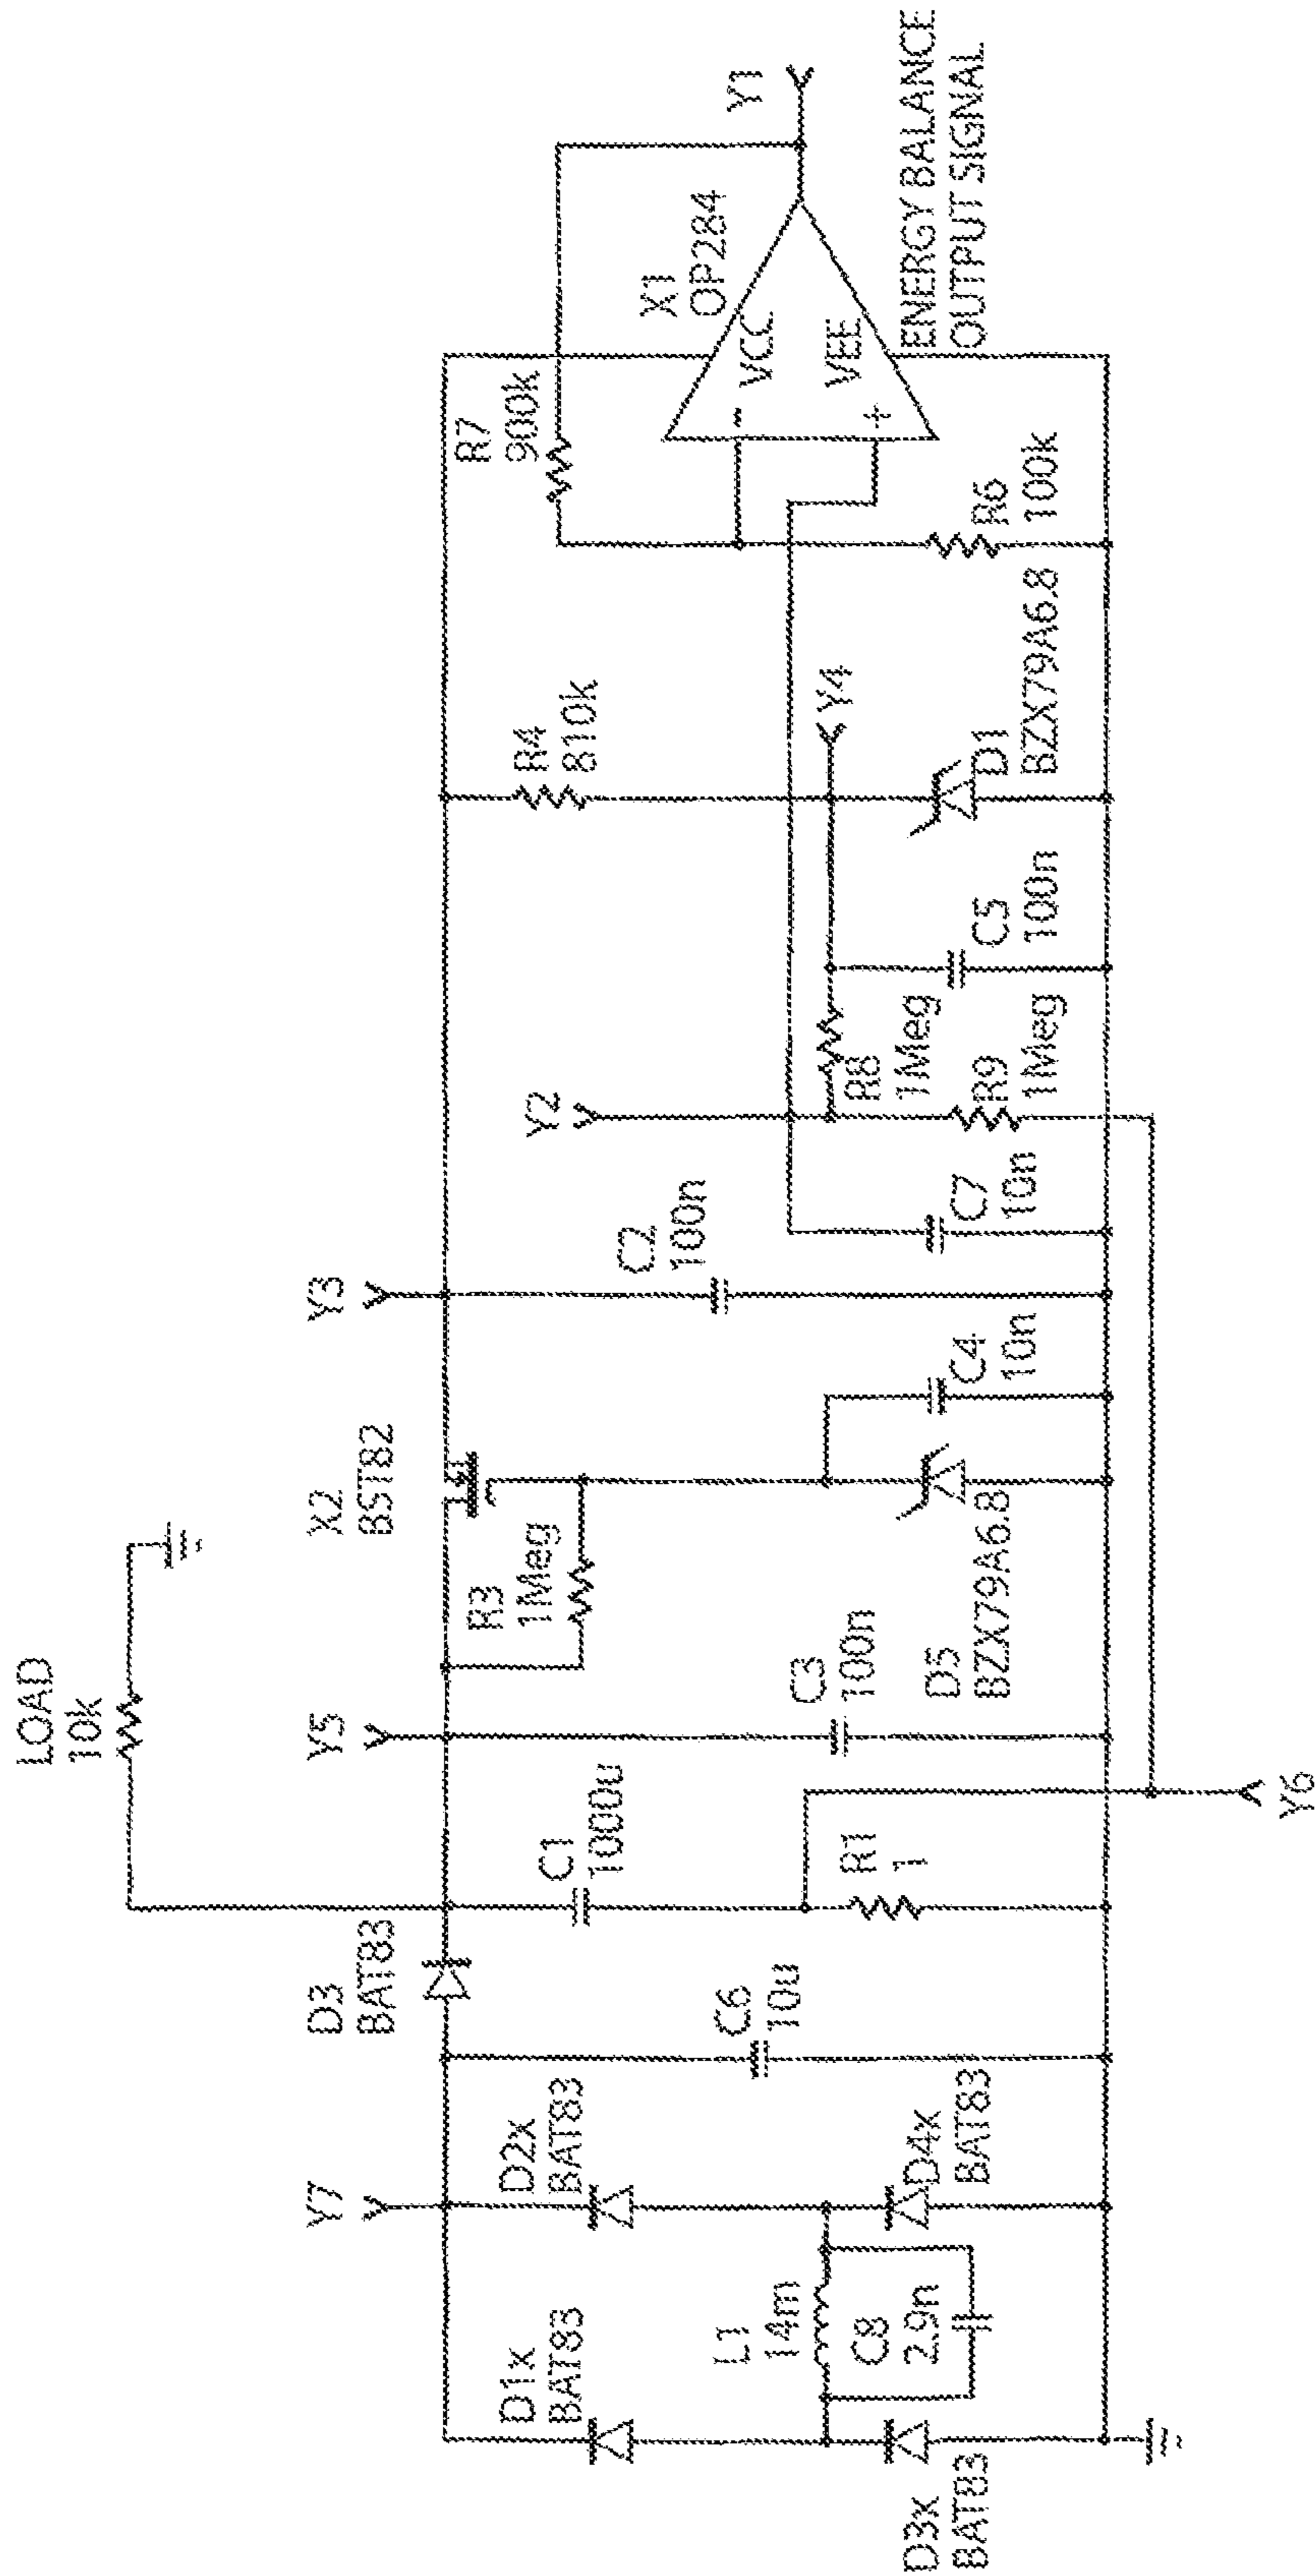 LOAD
10k
Y7
D3
BAT83
Y5
X2
BST82
Y3
D1x
BAT83
D2x
BAT83
C1
1000u
R3
1Meg
Y2
R4
810k
R7
900k
C2
100n
X1
OP284
Y1
L1
14m
C6
10u
C3
100n
VCC
-
VEE
+
C8
2.9n
R1
1
R8
1Meg
Y4
D3x
BAT83
D4x
BAT83
D5
BZX79A6.8
C4
10n
C7
10n
R9
1Meg
C5
100n
D1
BZX79A6.8
R6
100k
ENERGY BALANCE
OUTPUT SIGNAL
Y6